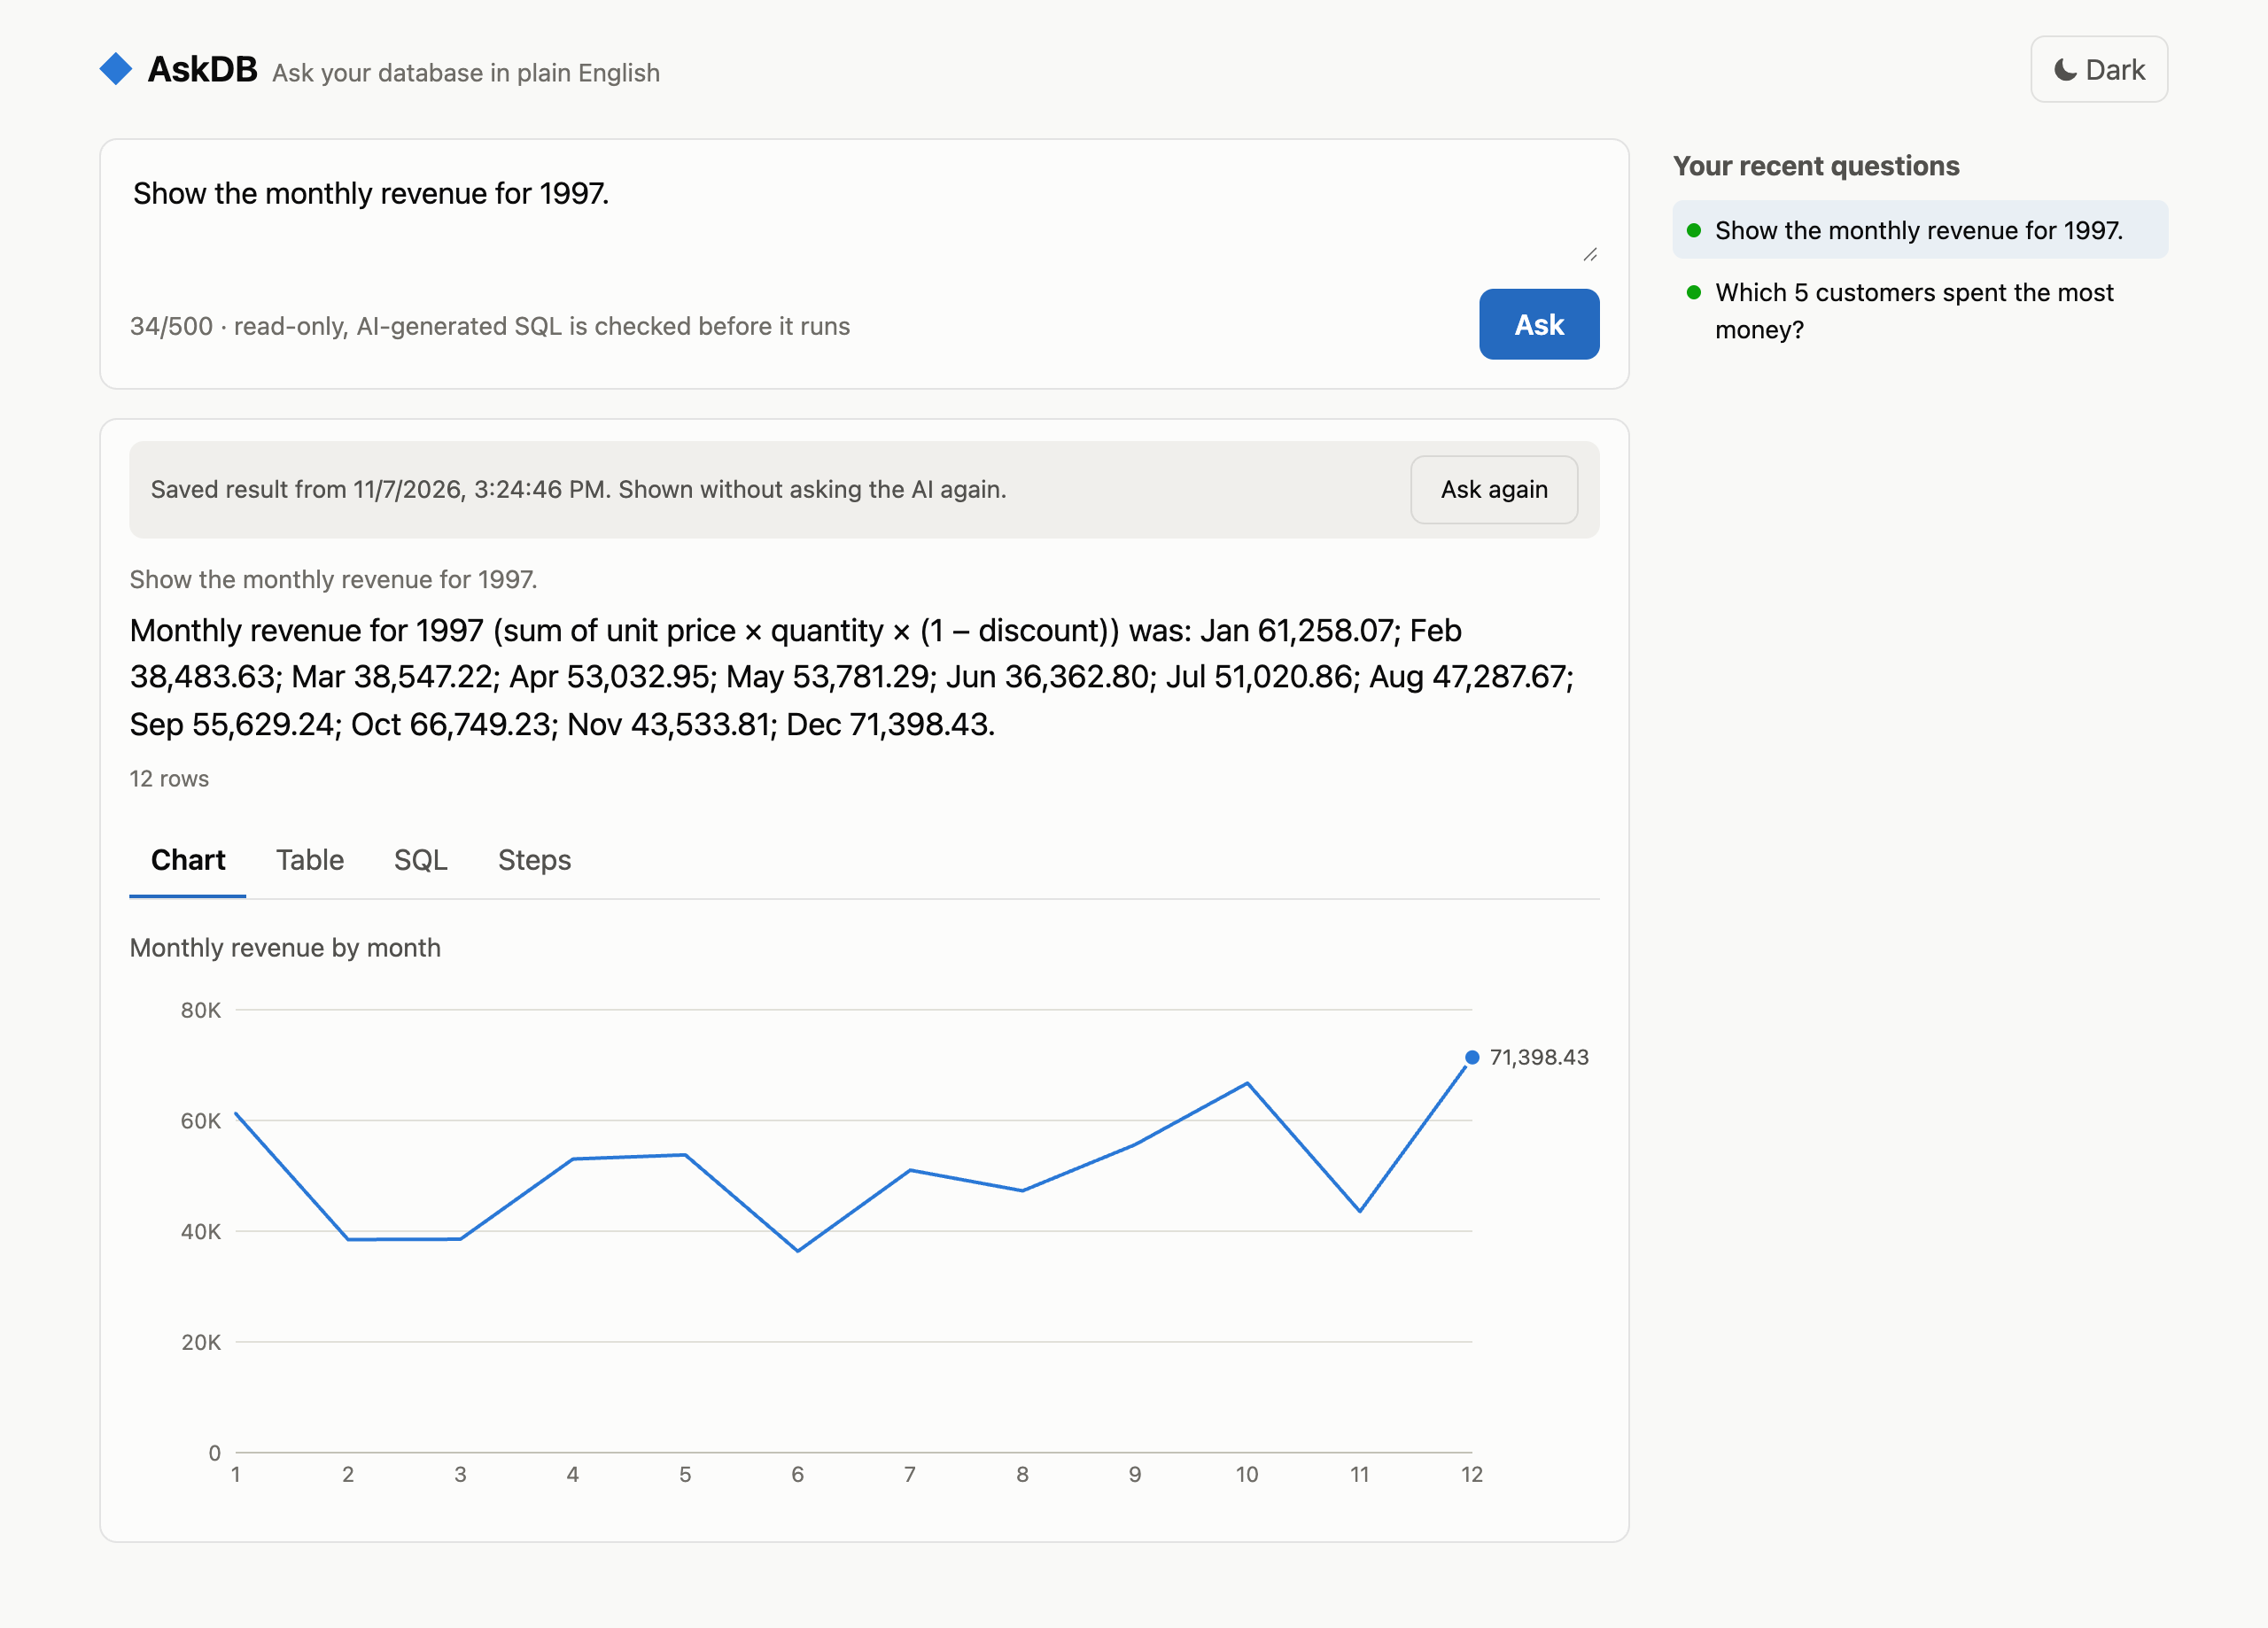 AskDB Ask your database in plain English
Dark
Show the monthly revenue for 1997.
34/500 · read-only, AI-generated SQL is checked before it runs
Ask
Your recent questions
Show the monthly revenue for 1997.
Which 5 customers spent the most
money?
Saved result from 11/7/2026, 3:24:46 PM. Shown without asking the AI again.
Ask again
Show the monthly revenue for 1997.
Monthly revenue for 1997 (sum of unit price × quantity × (1 – discount)) was: Jan 61,258.07; Feb
38,483.63; Mar 38,547.22; Apr 53,032.95; May 53,781.29; Jun 36,362.80; Jul 51,020.86; Aug 47,287.67;
Sep 55,629.24; Oct 66,749.23; Nov 43,533.81; Dec 71,398.43.
12 rows
Chart Table SQL Steps
Monthly revenue by month
80K
71,398.43
60K
40K
20K
0
1 2 3 4 5 6 7 8 9 10 11 12